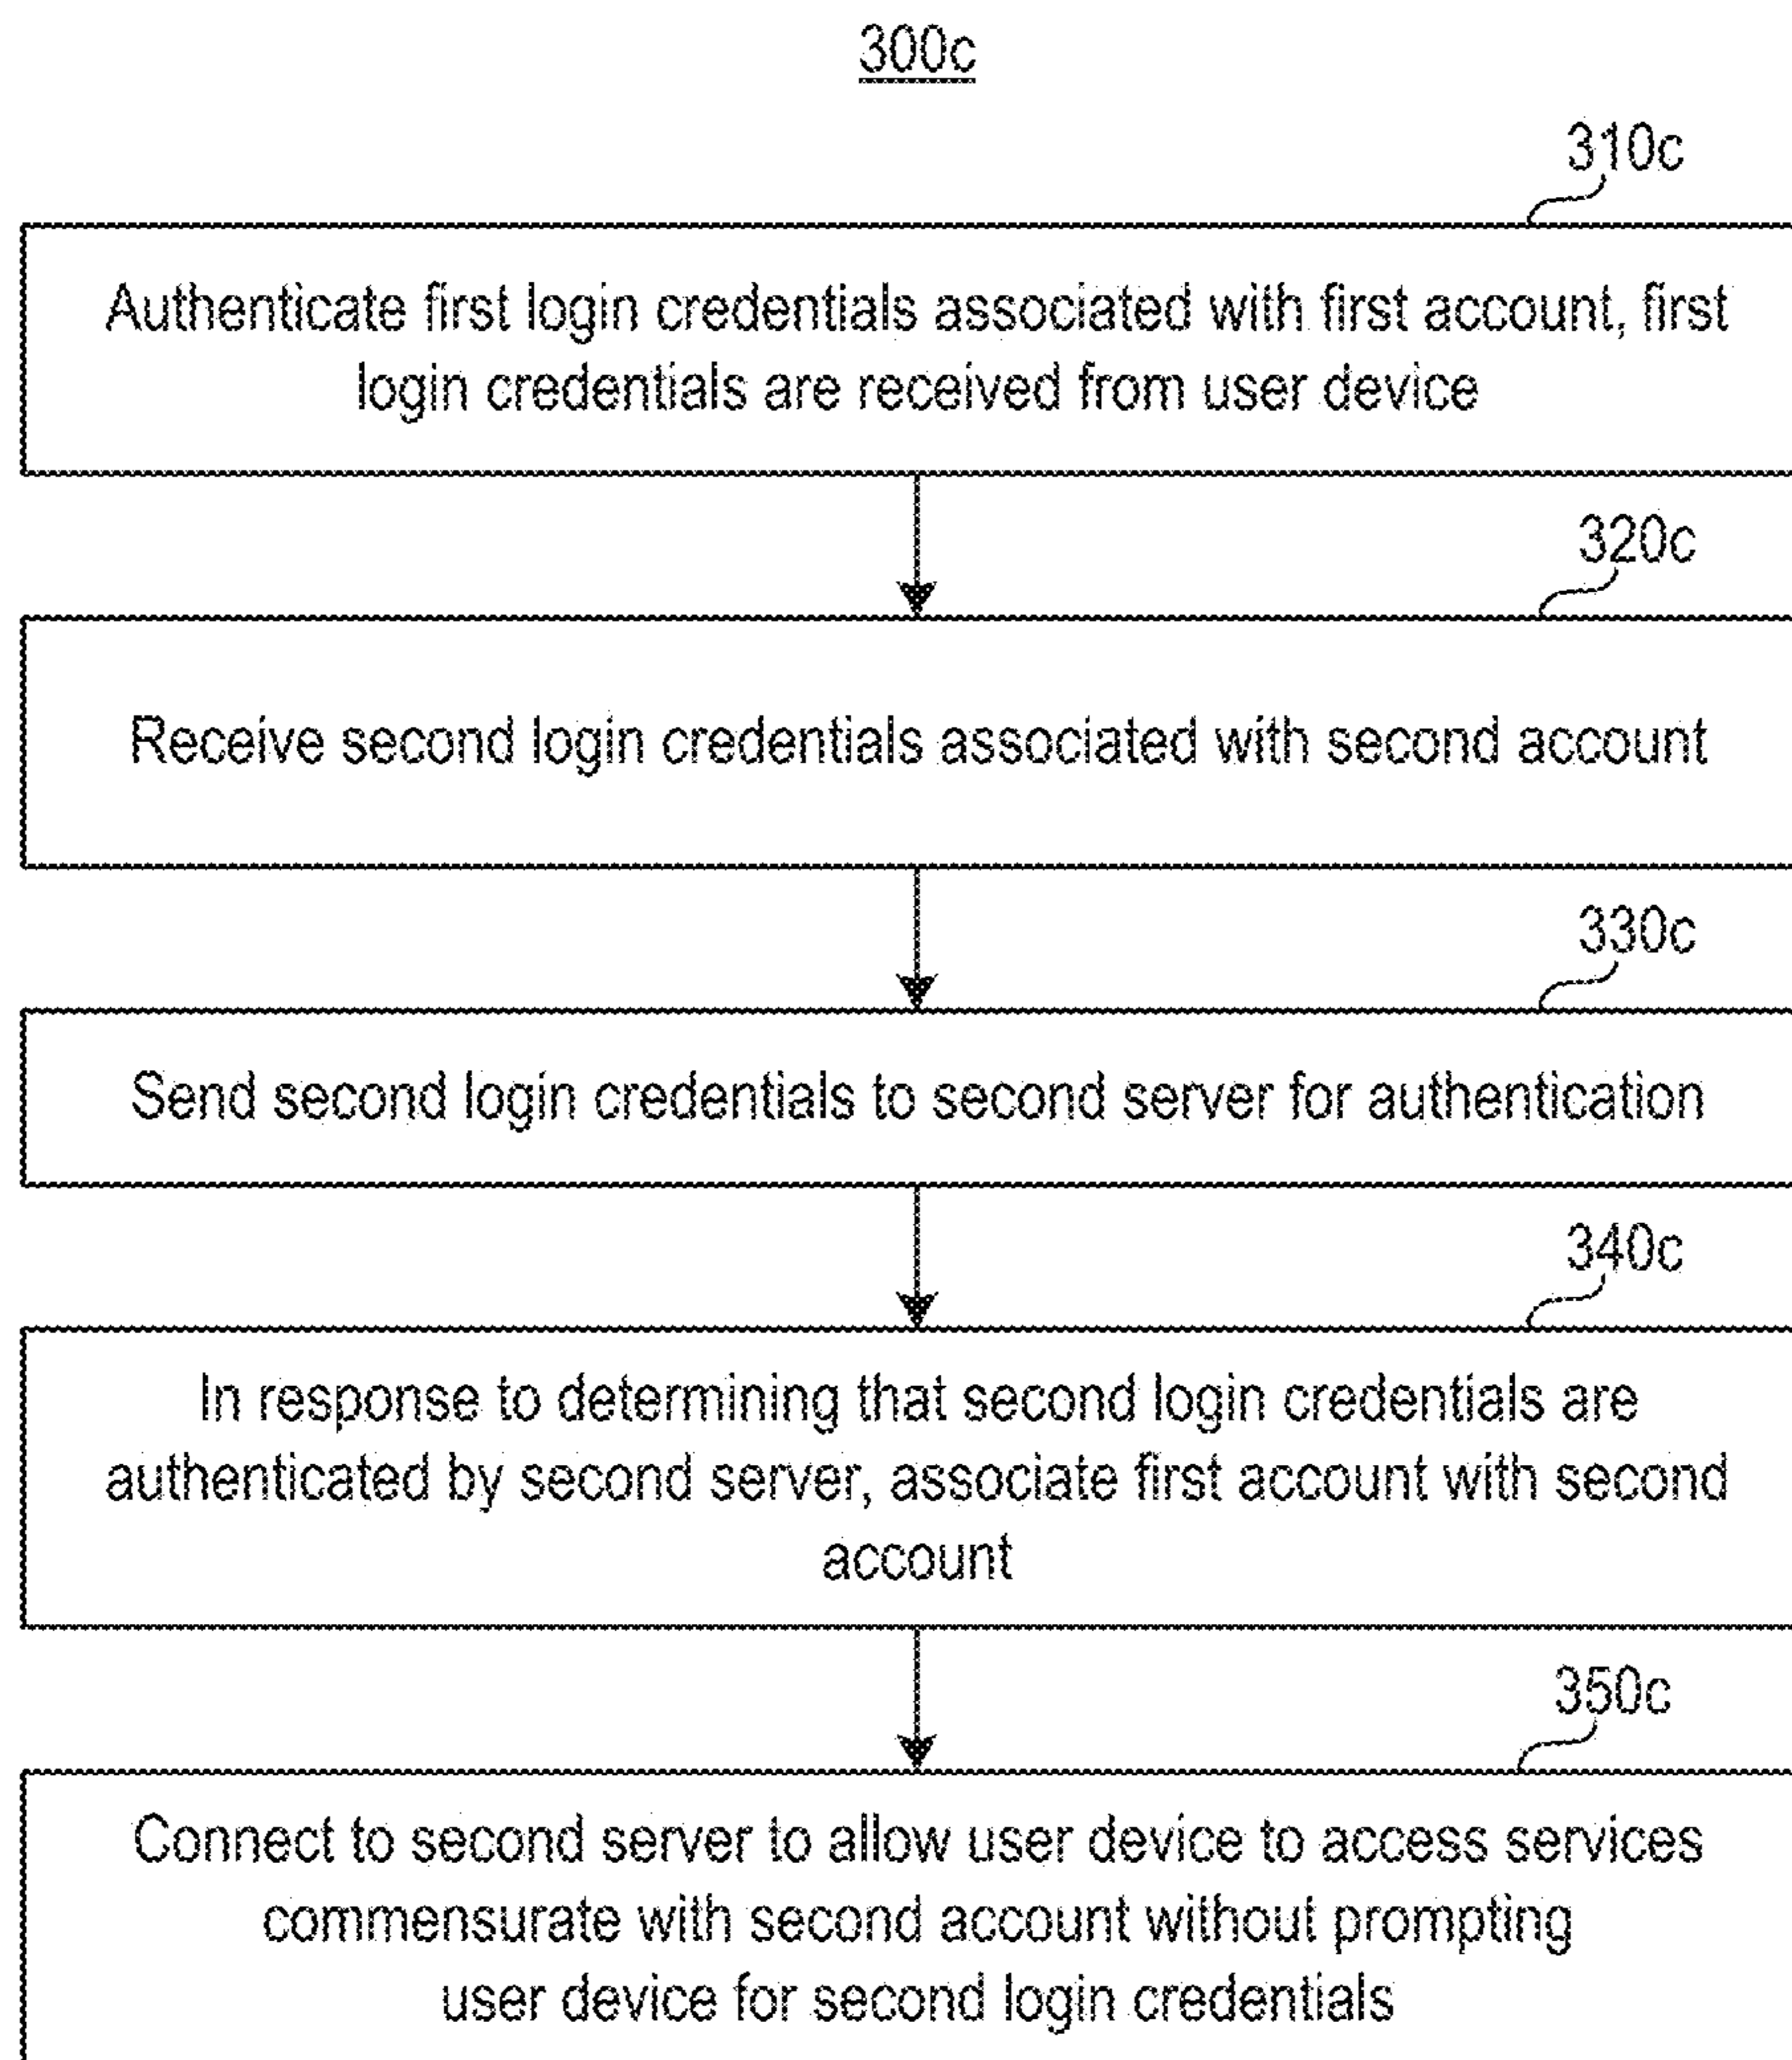 300c
310c
Authenticate first login credentials associated with first account, first
login credentials are received from user device
320c
Receive second login credentials associated with second account
330c
Send second login credentials to second server for authentication
340c
In response to determining that second login credentials are
authenticated by second server, associate first account with second
account
350c
Connect to second server to allow user device to access services
commensurate with second account without prompting
user device for second login credentials